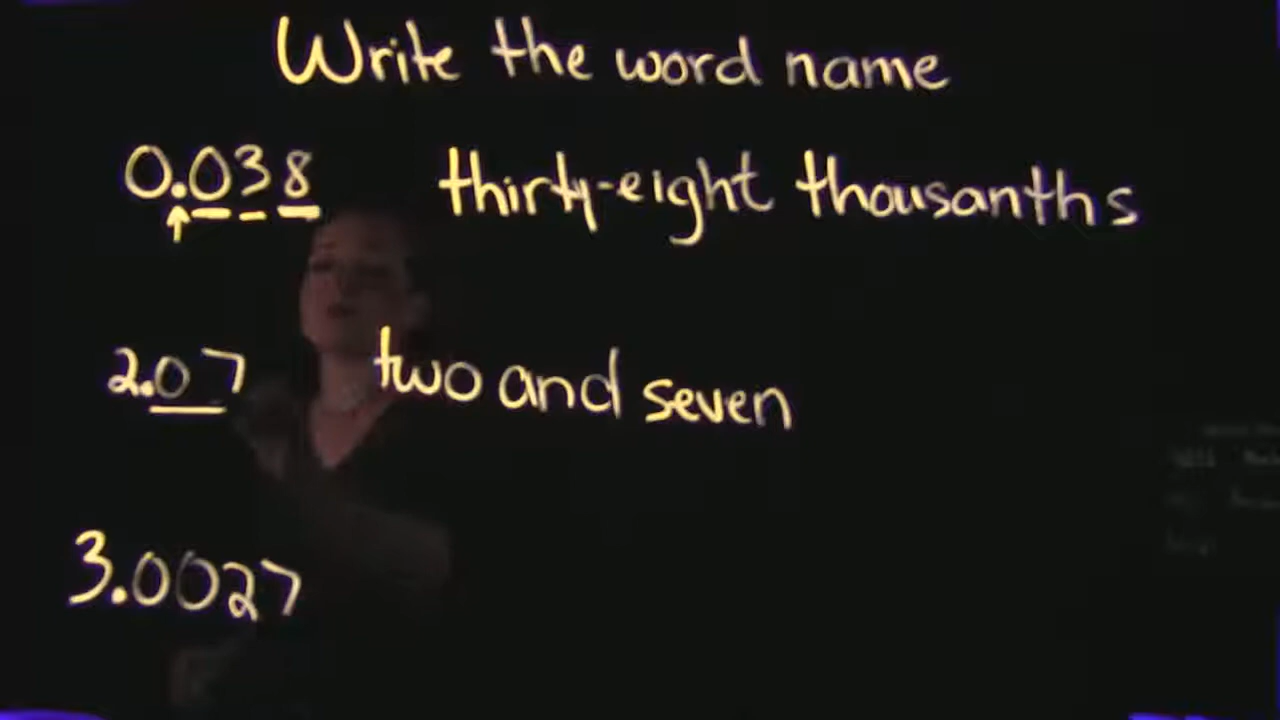 Write the word name
0.038 thirty-eight thousanths
2.07 two and seven
3.0027